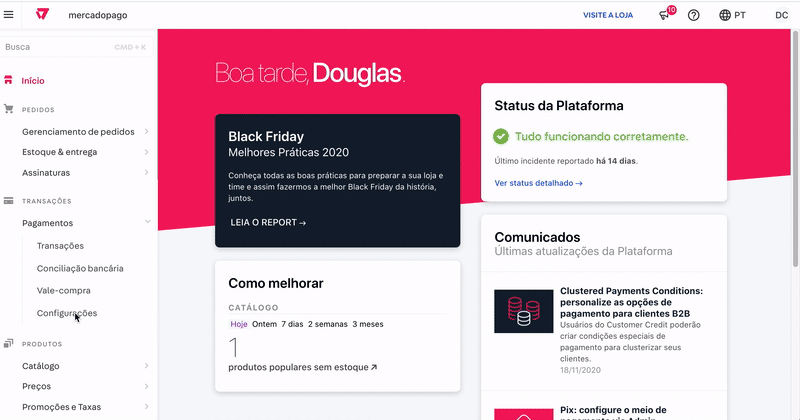 mercadopago
VISITE A LOJA
10
PT
DC
Busca
CMD + K
Início
PEDIDOS
Gerenciamento de pedidos
Estoque & entrega
Assinaturas
TRANSAÇÕES
Pagamentos
Transações
Conciliação bancária
Vale-compra
Configurações
PRODUTOS
Catálogo
Preços
Promoções e Taxas
Boa tarde, Douglas.
Black Friday
Melhores Práticas 2020
Conheça todas as boas práticas para preparar a sua loja e
time e assim fazermos a melhor Black Friday da história,
juntos.
LEIA O REPORT →
Como melhorar
CATÁLOGO
Hoje Ontem 7 dias 2 semanas 3 meses
1
produtos populares sem estoque ↗
Status da Plataforma
Tudo funcionando corretamente.
Último incidente reportado há 14 dias.
Ver status detalhado →
Comunicados
Últimas atualizações da Plataforma
Clustered Payments Conditions:
personalize as opções de
pagamento para clientes B2B
Usuários do Customer Credit poderão
criar condições especiais de
pagamento para clusterizar seus
clientes.
18/11/2020
Pix: configure o meio de
pagamento via Admin